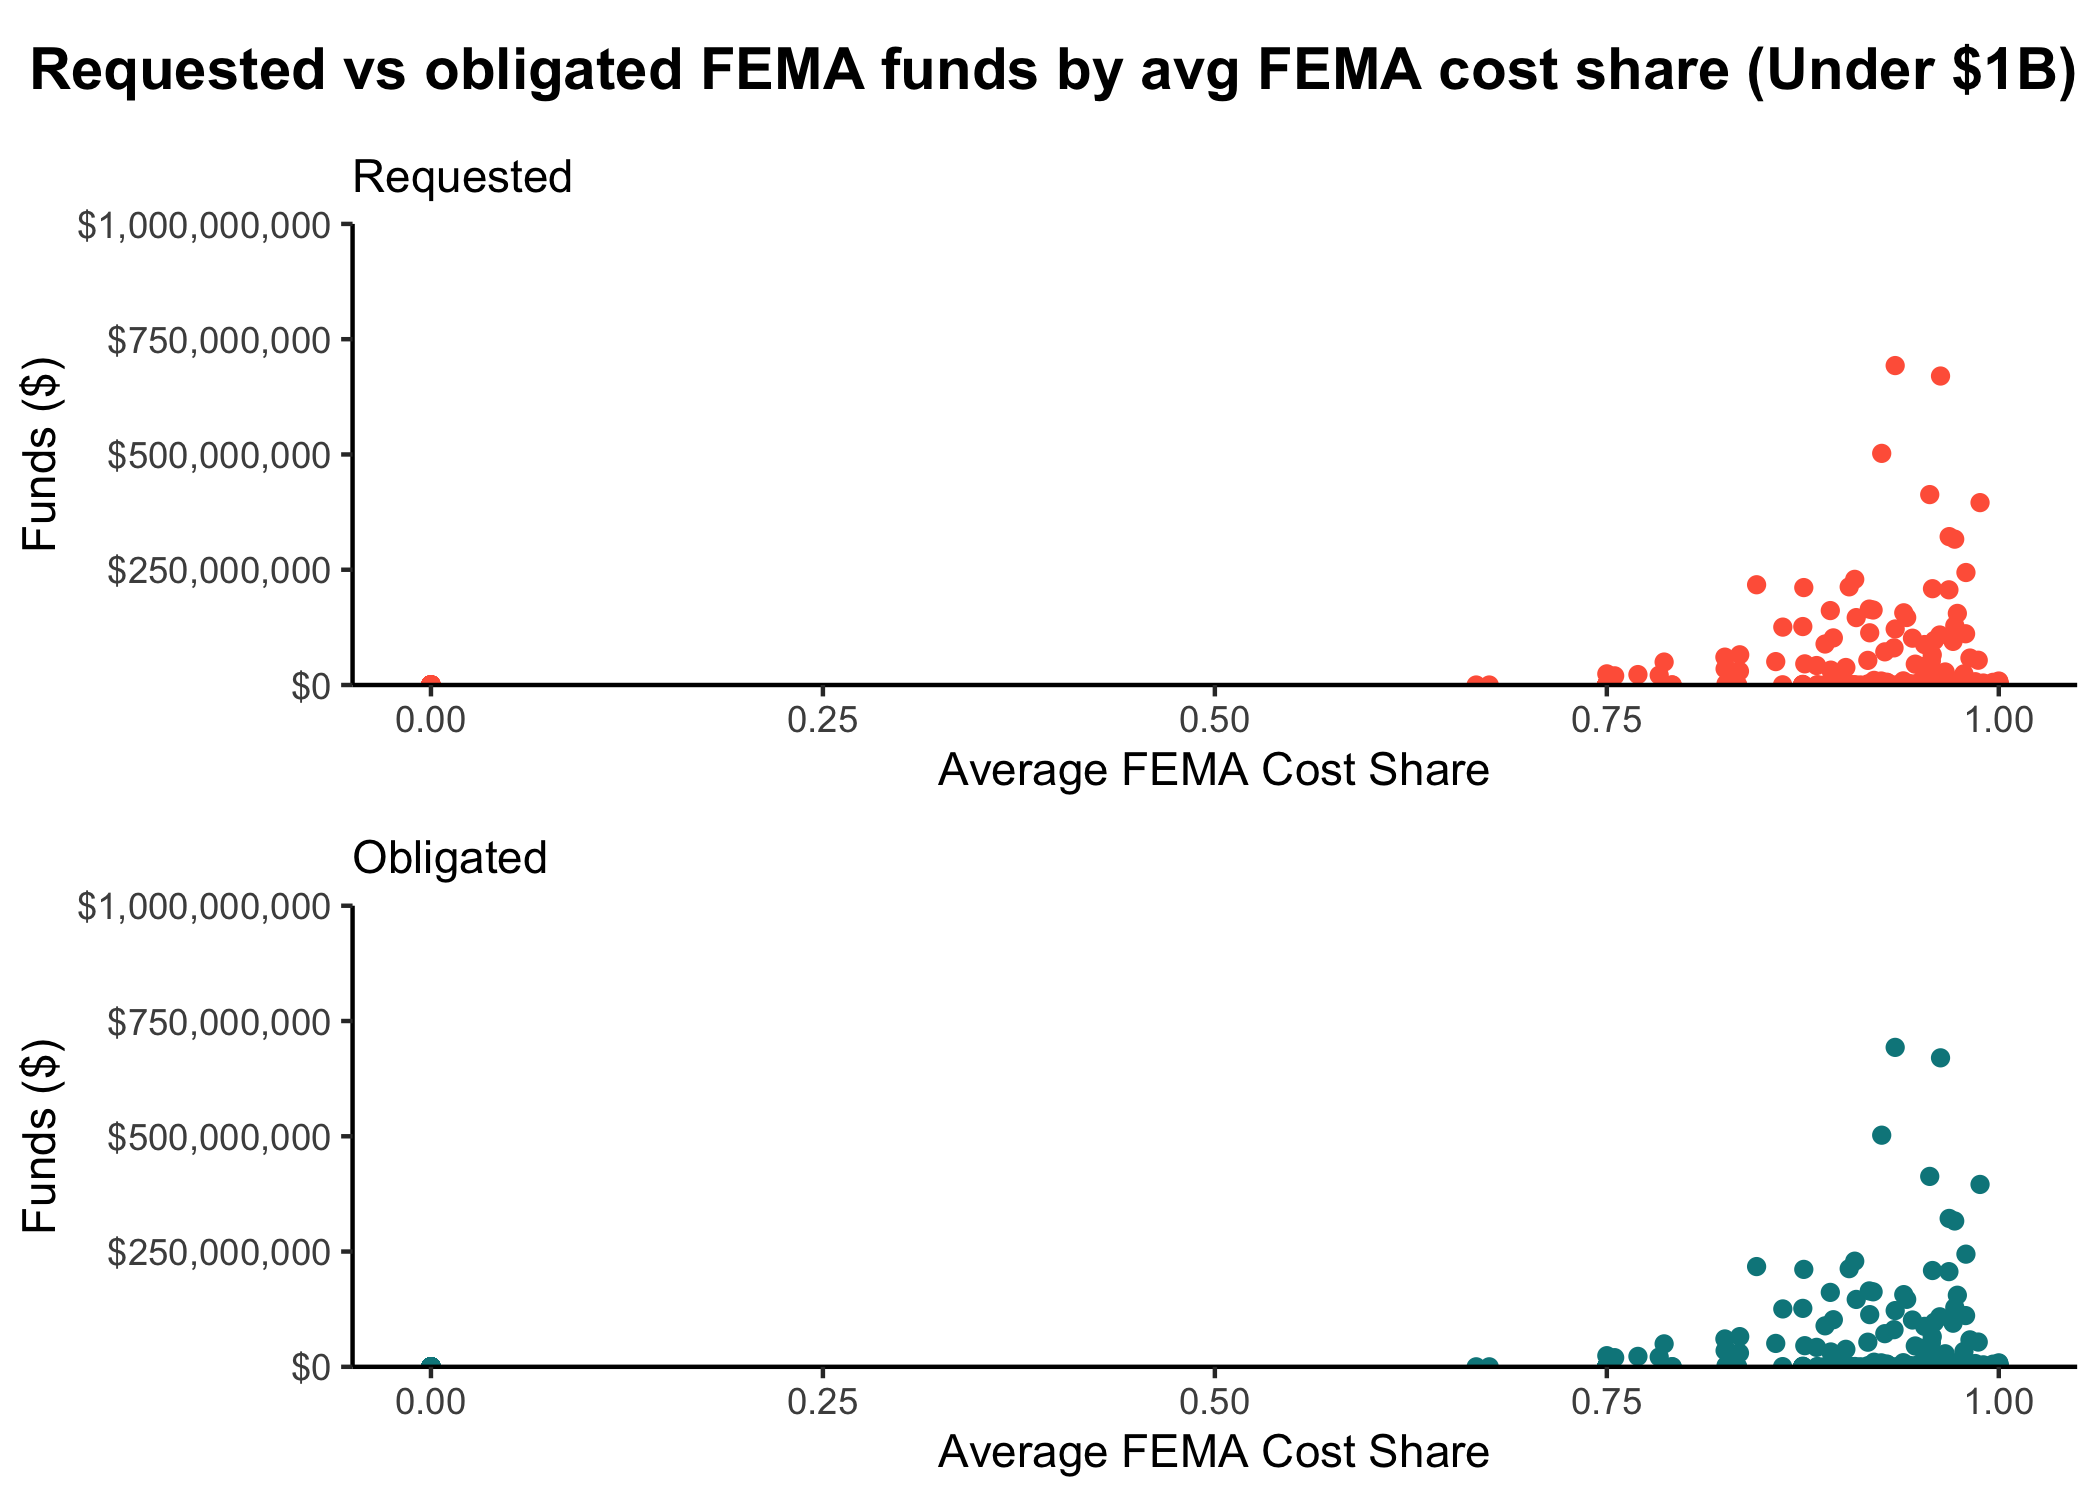 Requested vs obligated FEMA funds by avg FEMA cost share (Under $1B)
Requested
$1,000,000,000
$750,000,000
$500,000,000
$250,000,000
$0
Funds ($)
0.00 0.25 0.50 0.75 1.00
Average FEMA Cost Share
Obligated
$1,000,000,000
$750,000,000
$500,000,000
$250,000,000
$0
Funds ($)
0.00 0.25 0.50 0.75 1.00
Average FEMA Cost Share